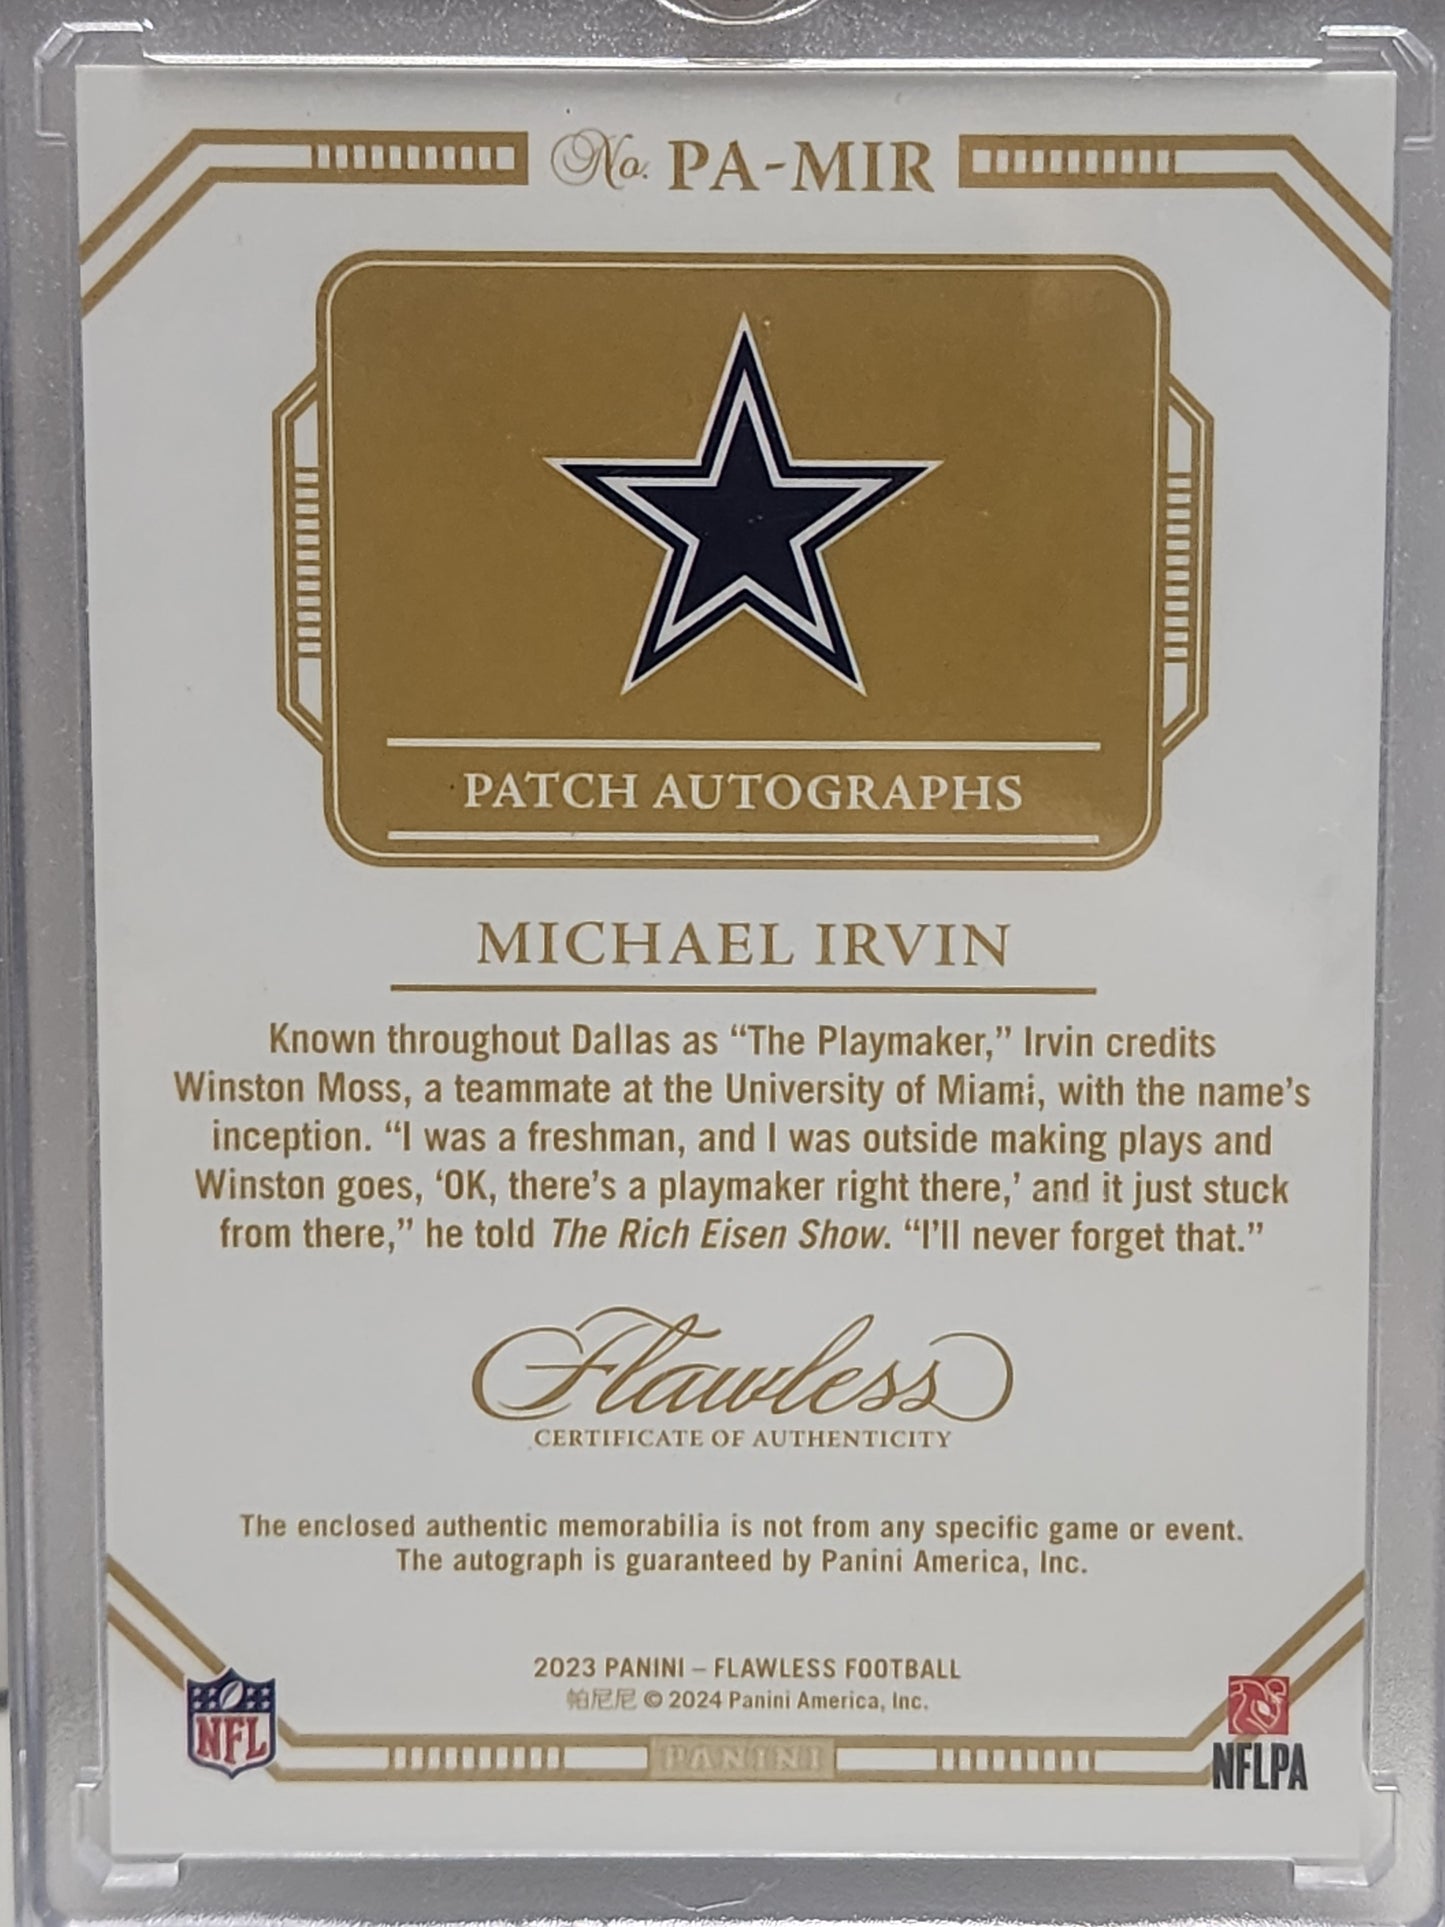 No. PA-MIR
PATCH AUTOGRAPHS
MICHAEL IRVIN
Known throughout Dallas as “The Playmaker,” Irvin credits
Winston Moss, a teammate at the University of Miami, with the name’s
inception. “I was a freshman, and I was outside making plays and
Winston goes, ‘OK, there’s a playmaker right there,’ and it just stuck
from there,” he told The Rich Eisen Show. “I’ll never forget that.”
Flawless
CERTIFICATE OF AUTHENTICITY
The enclosed authentic memorabilia is not from any specific game or event.
The autograph is guaranteed by Panini America, Inc.
2023 PANINI – FLAWLESS FOOTBALL
帕尼尼 © 2024 Panini America, Inc.
NFL
PANINI
NFLPA